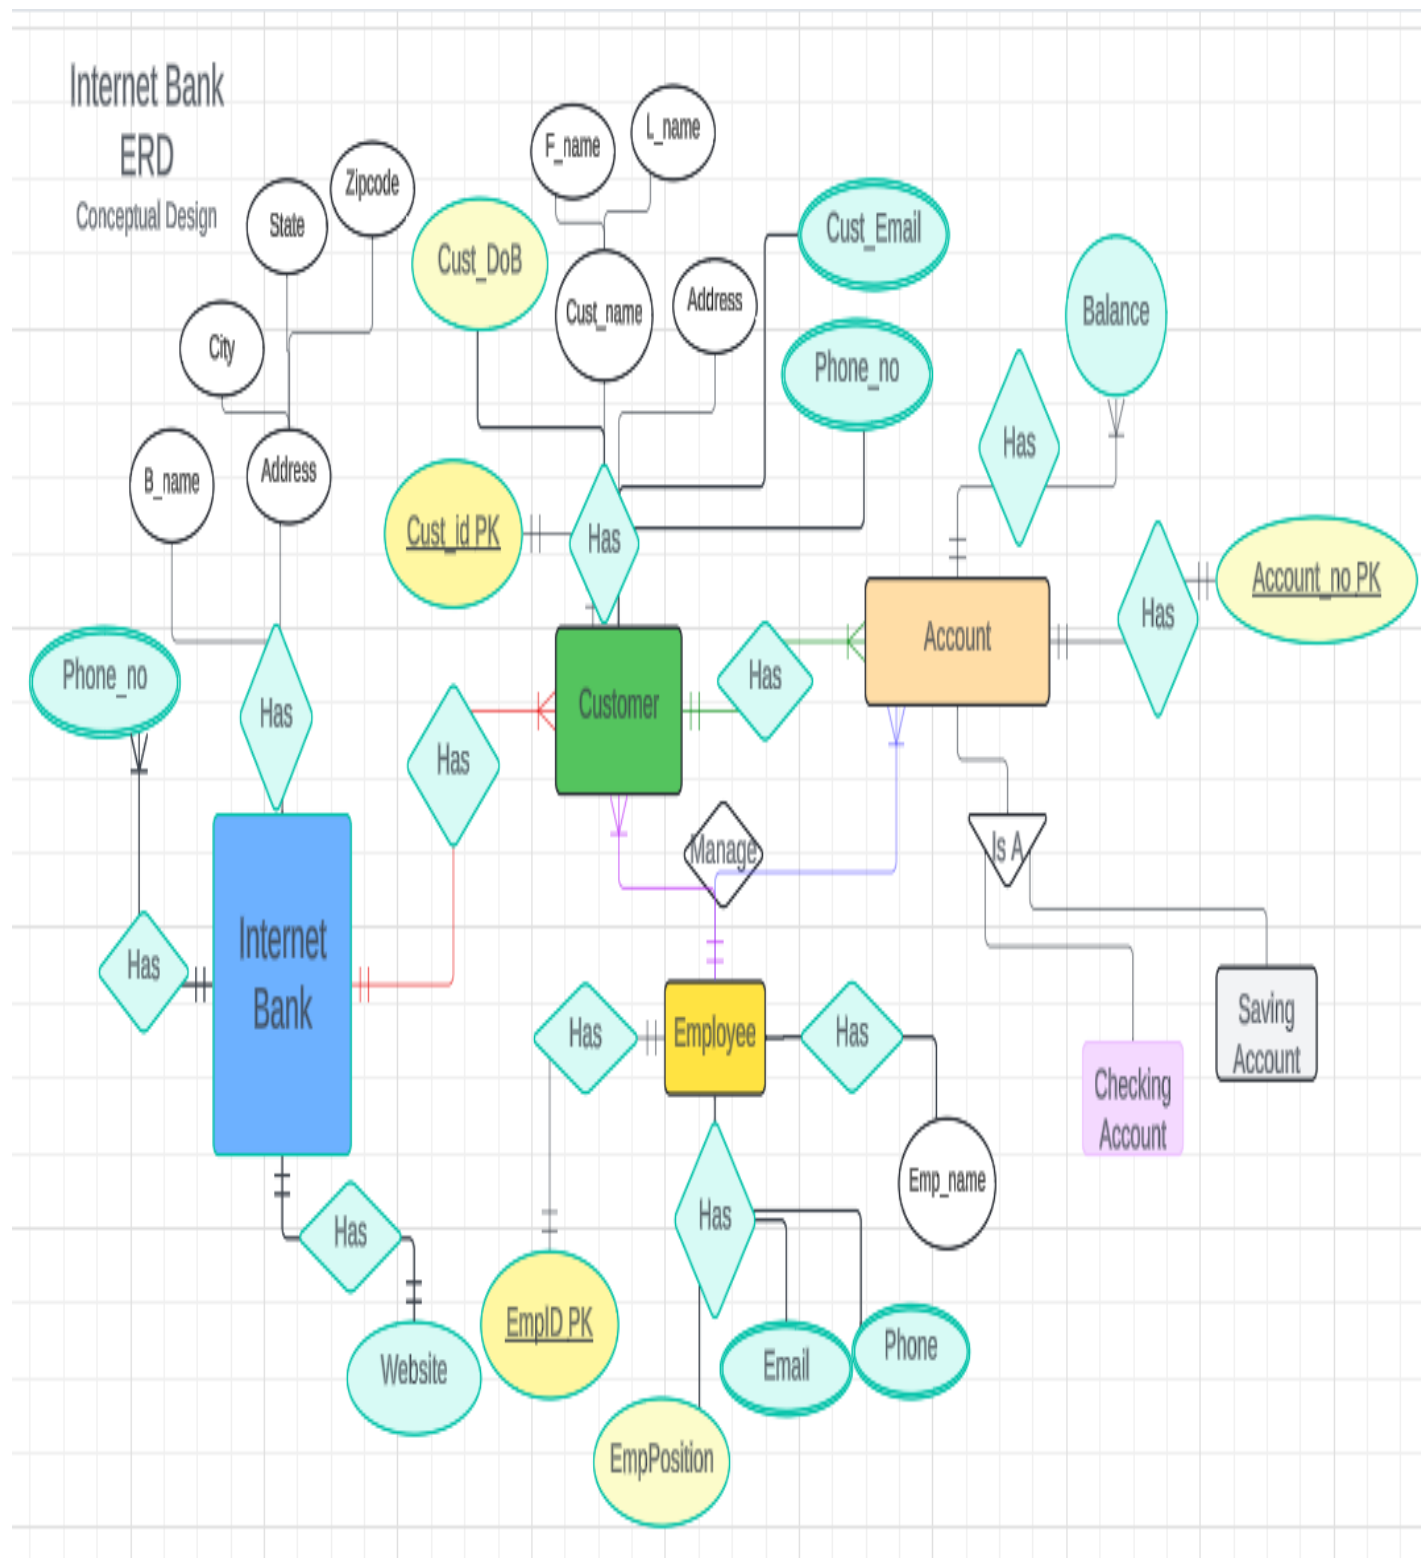 Internet Bank
ERD
Conceptual Design
F_name
L_name
Zipcode
State
Cust_Email
Cust_DoB
Cust_name
Address
Balance
City
Phone_no
Has
B_name
Address
Cust_id PK
Has
Account_no PK
Has
Account
Phone_no
Has
Has
Customer
Has
Manage
Is A
Internet
Bank
Has
Has
Employee
Has
Saving
Account
Checking
Account
Emp_name
Has
Has
EmpID PK
Email
Phone
Website
EmpPosition